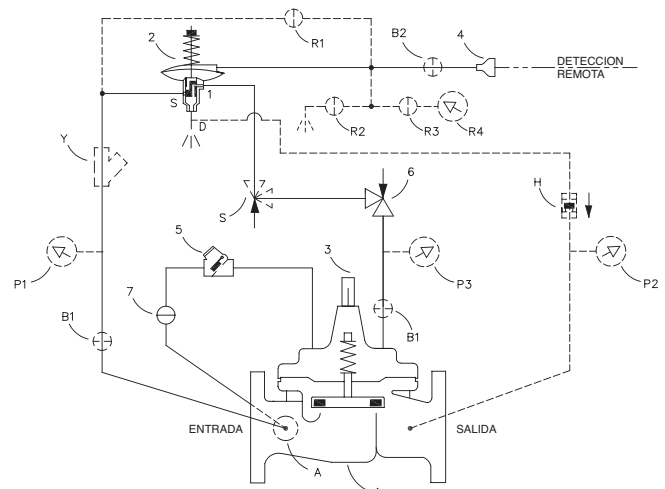 2
R1
B2
4
DETECCION
REMOTA
S
1
D
R2
R3
R4
Y
S
6
H
5
3
P1
7
P3
P2
B1
B1
ENTRADA
SALIDA
A